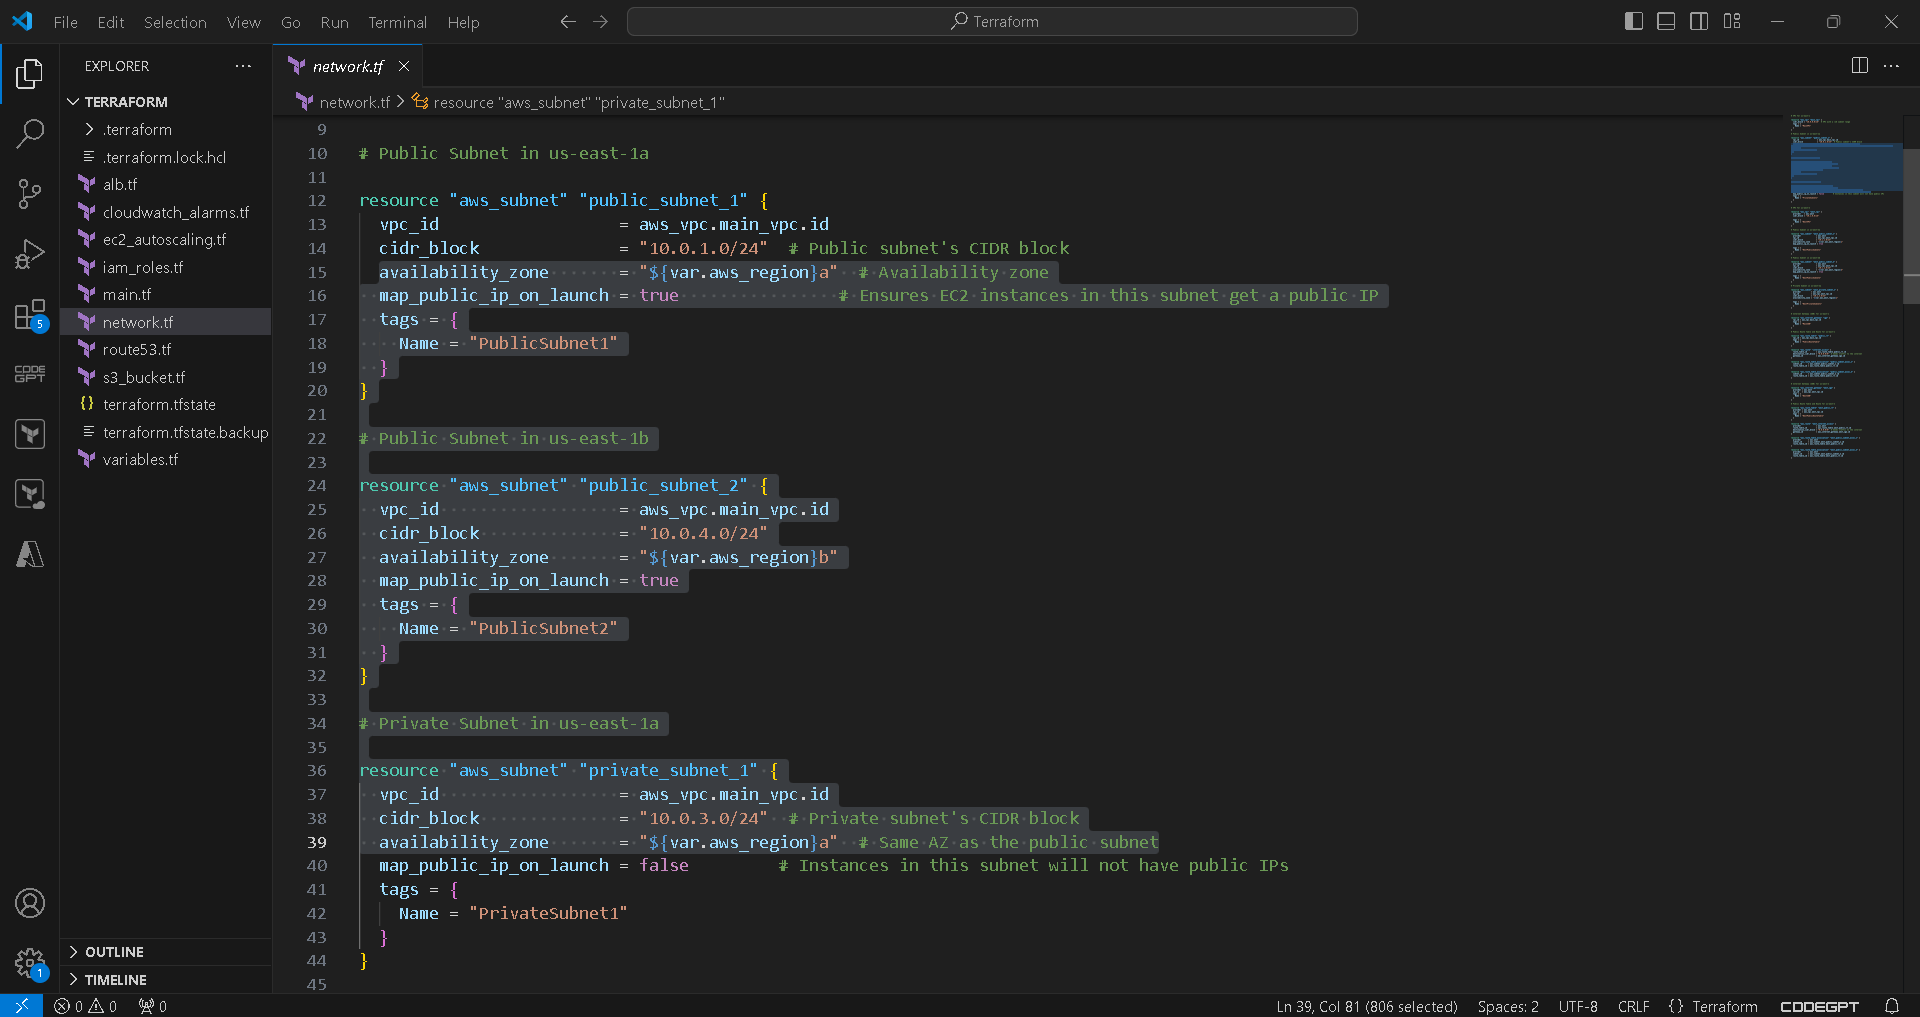 File Edit Selection View Go Run Terminal Help
Terraform
EXPLORER
TERRAFORM
.terraform
.terraform.lock.hcl
alb.tf
cloudwatch_alarms.tf
ec2_autoscaling.tf
iam_roles.tf
main.tf
network.tf
route53.tf
s3_bucket.tf
{} terraform.tfstate
terraform.tfstate.backup
variables.tf
OUTLINE
TIMELINE
5
CODE
GPT
1
network.tf
network.tf > resource "aws_subnet" "private_subnet_1"
9
10 # Public Subnet in us-east-1a
11
12 resource "aws_subnet" "public_subnet_1" {
13 vpc_id = aws_vpc.main_vpc.id
14 cidr_block = "10.0.1.0/24" # Public subnet's CIDR block
15 availability_zone = "${var.aws_region}a" # Availability zone
16 map_public_ip_on_launch = true # Ensures EC2 instances in this subnet get a public IP
17 tags = {
18 Name = "PublicSubnet1"
19 }
20 }
21
22 # Public Subnet in us-east-1b
23
24 resource "aws_subnet" "public_subnet_2" {
25 vpc_id = aws_vpc.main_vpc.id
26 cidr_block = "10.0.4.0/24"
27 availability_zone = "${var.aws_region}b"
28 map_public_ip_on_launch = true
29 tags = {
30 Name = "PublicSubnet2"
31 }
32 }
33
34 # Private Subnet in us-east-1a
35
36 resource "aws_subnet" "private_subnet_1" {
37 vpc_id = aws_vpc.main_vpc.id
38 cidr_block = "10.0.3.0/24" # Private subnet's CIDR block
39 availability_zone = "${var.aws_region}a" # Same AZ as the public subnet
40 map_public_ip_on_launch = false # Instances in this subnet will not have public IPs
41 tags = {
42 Name = "PrivateSubnet1"
43 }
44 }
45
0 0 0 Ln 39, Col 81 (806 selected) Spaces: 2 UTF-8 CRLF {} Terraform CODEGPT